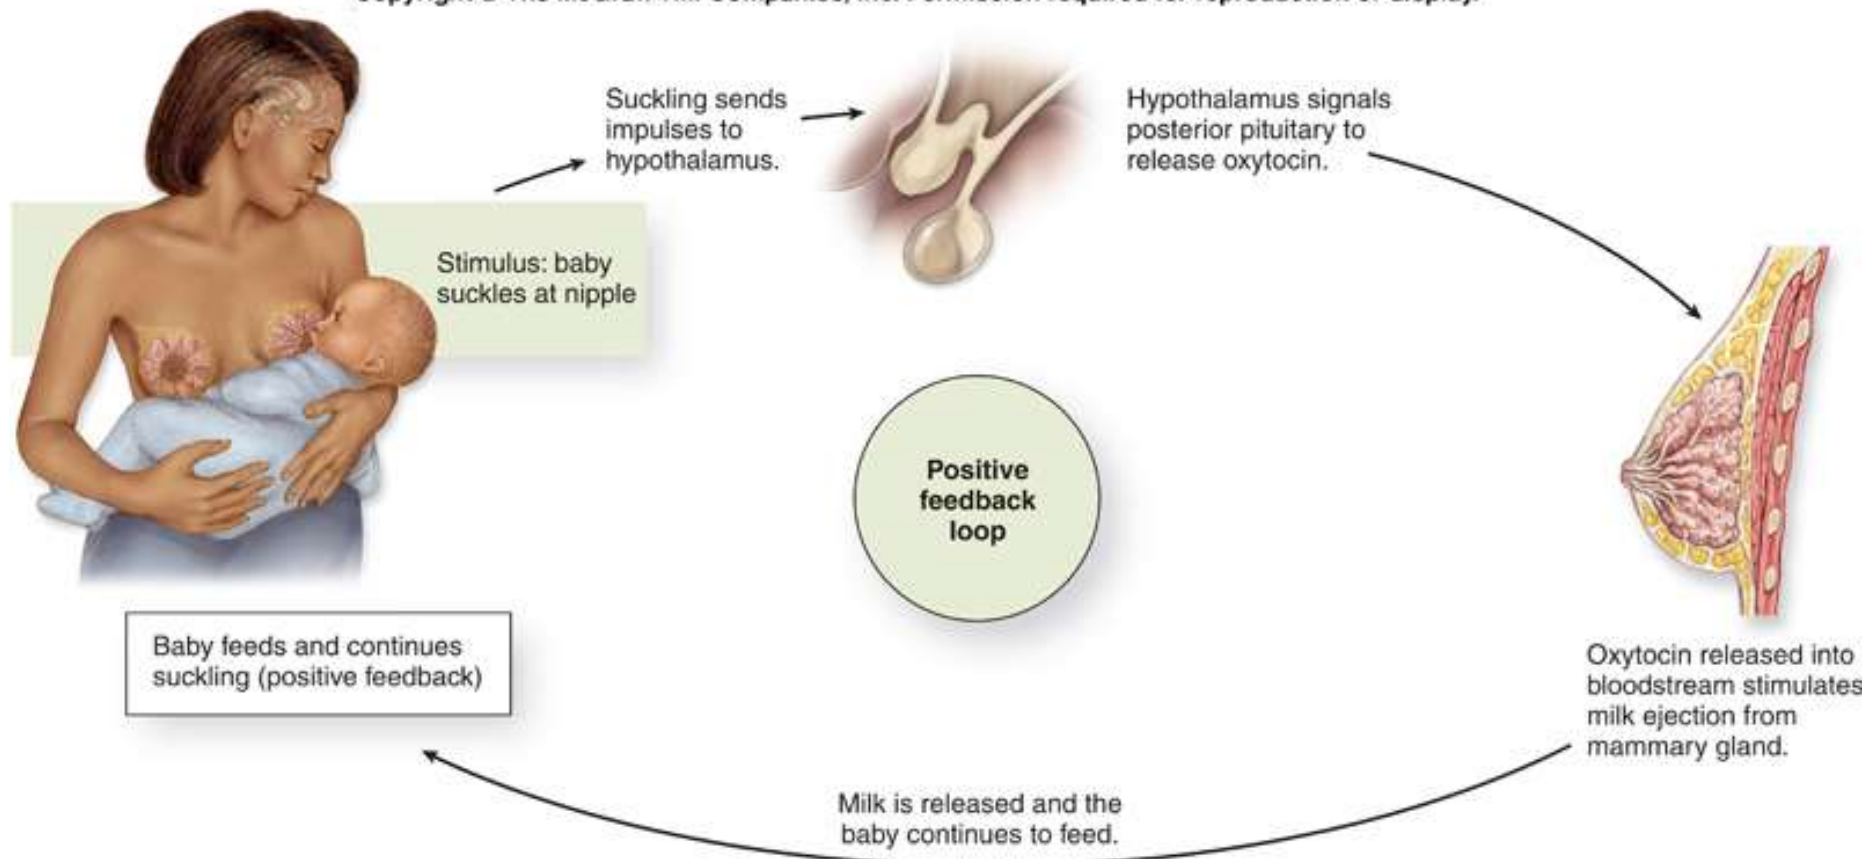 Suckling sends
impulses to
hypothalamus.
Hypothalamus signals
posterior pituitary to
release oxytocin.
Stimulus: baby
suckles at nipple
Positive
feedback
loop
Baby feeds and continues
suckling (positive feedback)
Oxytocin released into
bloodstream stimulates
milk ejection from
mammary gland.
Milk is released and the
baby continues to feed.